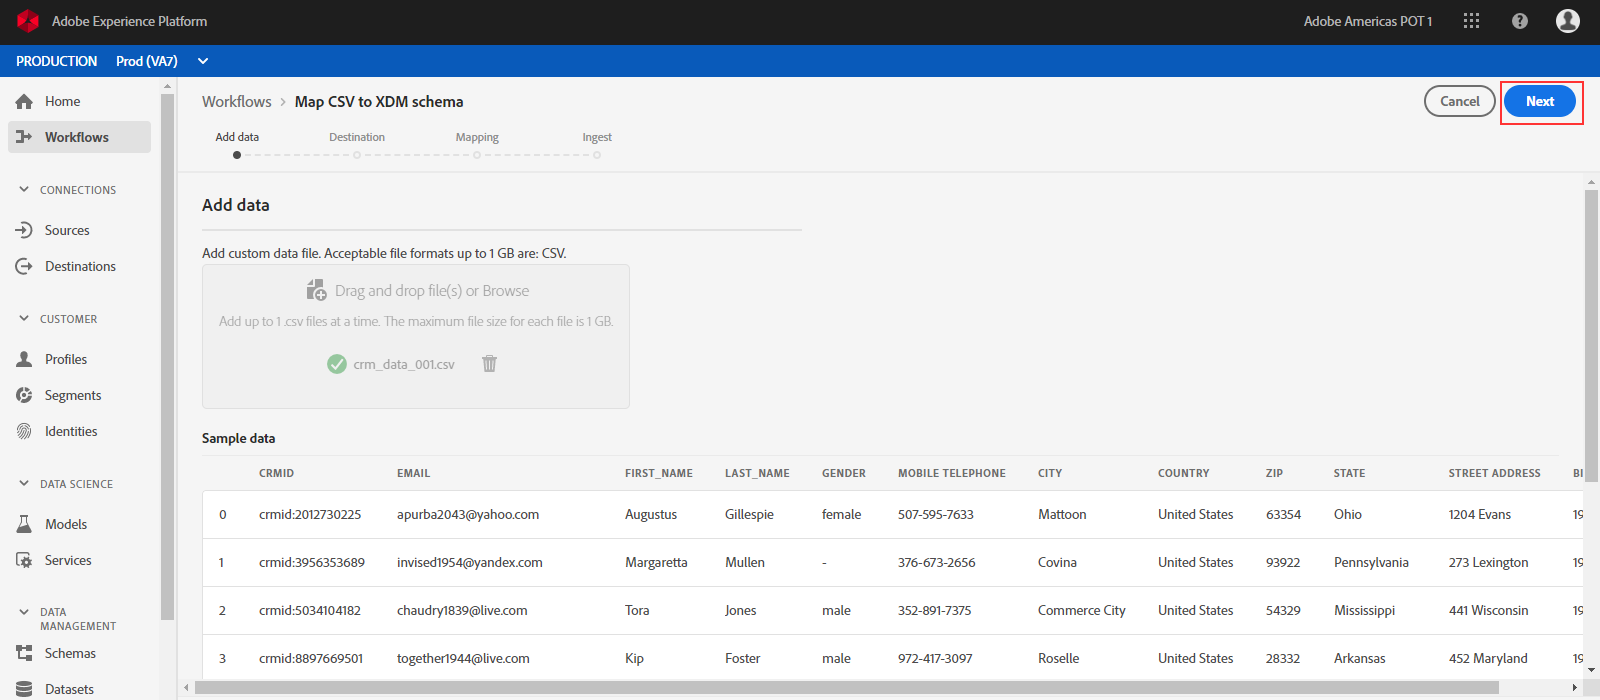 Adobe Experience Platform
Adobe Americas POT 1
PRODUCTION Prod (VA7)
Home
Workflows
CONNECTIONS
Sources
Destinations
CUSTOMER
Profiles
Segments
Identities
DATA SCIENCE
Models
Services
DATA
MANAGEMENT
Schemas
Datasets
Workflows > Map CSV to XDM schema
Cancel Next
Add data Destination Mapping Ingest
Add data
Add custom data file. Acceptable file formats up to 1 GB are: CSV.
Drag and drop file(s) or Browse
Add up to 1 .csv files at a time. The maximum file size for each file is 1 GB.
crm_data_001.csv
Sample data
CRMID EMAIL FIRST_NAME LAST_NAME GENDER MOBILE TELEPHONE CITY COUNTRY ZIP STATE STREET ADDRESS
0 crmid:2012730225 apurba2043@yahoo.com Augustus Gillespie female 507-595-7633 Mattoon United States 63354 Ohio 1204 Evans 19
1 crmid:3956353689 invised1954@yandex.com Margaretta Mullen - 376-673-2656 Covina United States 93922 Pennsylvania 273 Lexington 19
2 crmid:5034104182 chaudry1839@live.com Tora Jones male 352-891-7375 Commerce City United States 54329 Mississippi 441 Wisconsin 19
3 crmid:8897669501 together1944@live.com Kip Foster male 972-417-3097 Roselle United States 28332 Arkansas 452 Maryland 19